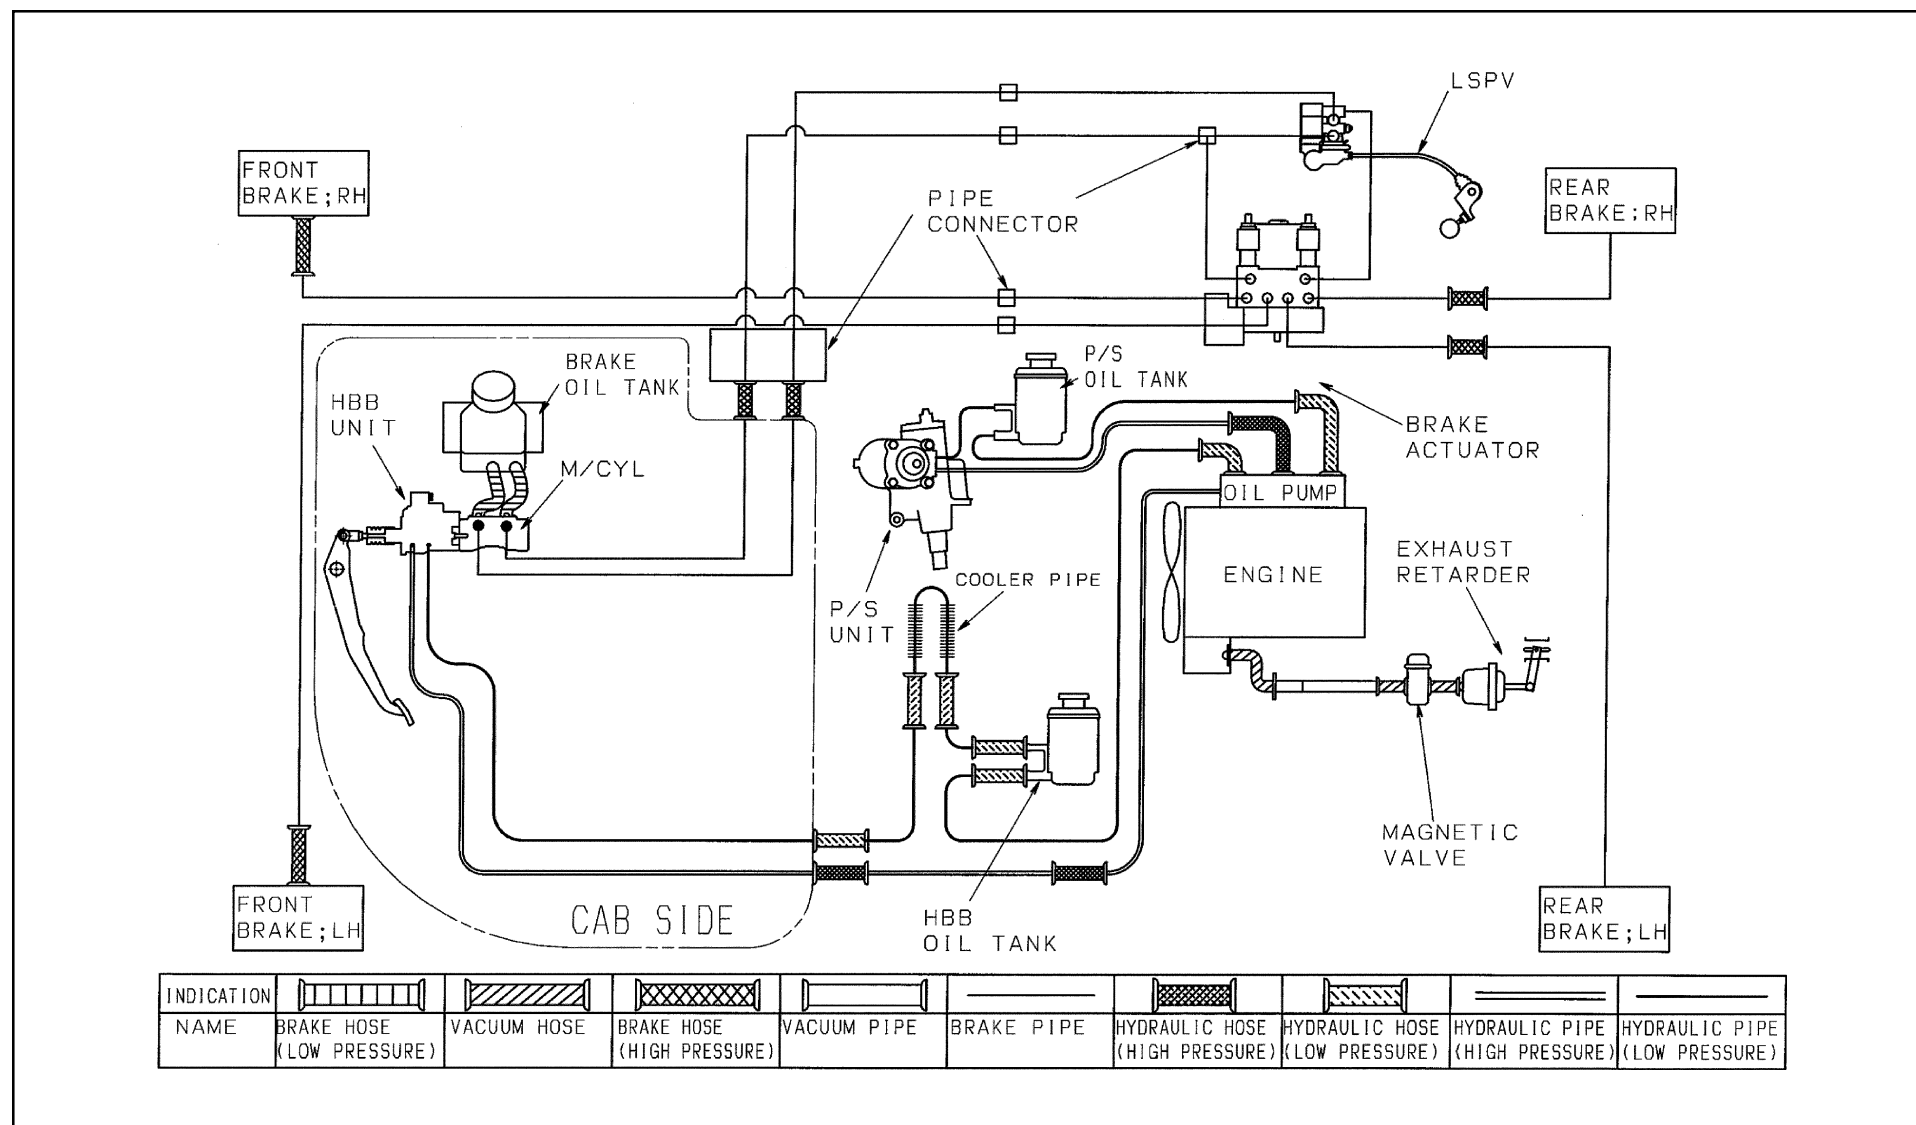 LSPV
FRONT
BRAKE;RH
PIPE
CONNECTOR
REAR
BRAKE;RH
BRAKE
OIL TANK
P/S
OIL TANK
HBB
UNIT
M/CYL
BRAKE
ACTUATOR
OIL PUMP
ENGINE
EXHAUST
RETARDER
COOLER PIPE
P/S
UNIT
MAGNETIC
VALVE
FRONT
BRAKE;LH
CAB SIDE
HBB
OIL TANK
REAR
BRAKE;LH
INDICATION
NAME
BRAKE HOSE
(LOW PRESSURE)
VACUUM HOSE
BRAKE HOSE
(HIGH PRESSURE)
VACUUM PIPE
BRAKE PIPE
HYDRAULIC HOSE
(HIGH PRESSURE)
HYDRAULIC HOSE
(LOW PRESSURE)
HYDRAULIC PIPE
(HIGH PRESSURE)
HYDRAULIC PIPE
(LOW PRESSURE)